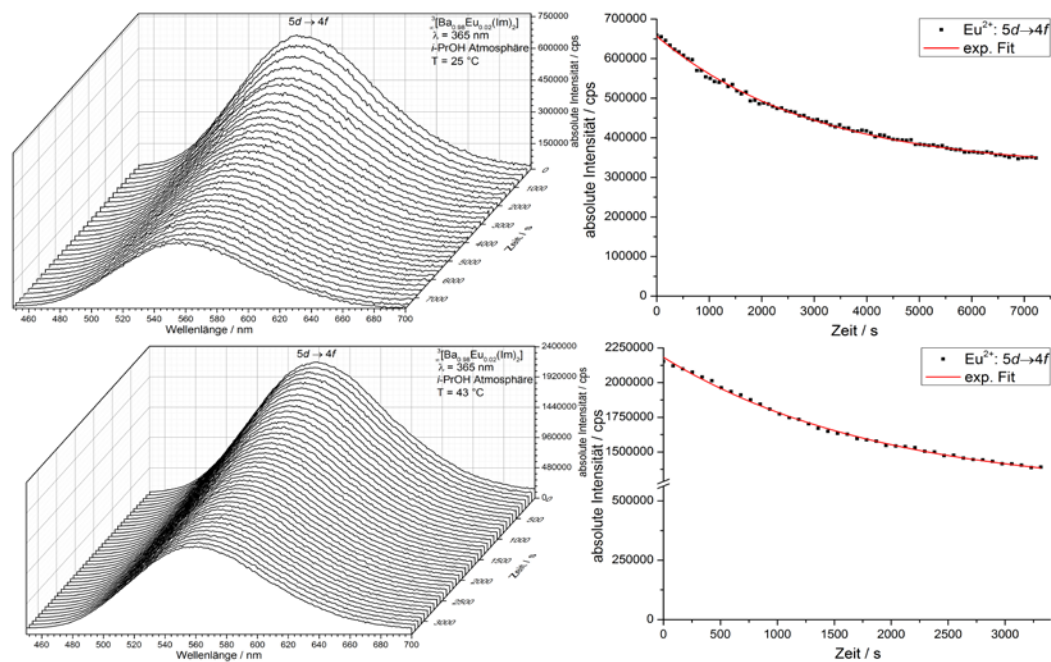 5d→4f
³∞[Ba0.98Eu0.02(Im)2]
λ = 365 nm
i-PrOH Atmosphäre
T = 25 °C
750000
600000
450000
300000
150000
0
absolute Intensität / cps
0
1000
2000
3000
4000
5000
6000
7000
Zeit / s
460 480 500 520 540 560 580 600 620 640 660 680 700
Wellenlänge / nm
Eu2+: 5d→4f
exp. Fit
700000
600000
500000
400000
300000
200000
100000
0
absolute Intensität / cps
0 1000 2000 3000 4000 5000 6000 7000
Zeit / s
5d→4f
³∞[Ba0.98Eu0.02(Im)2]
λ = 365 nm
i-PrOH Atmosphäre
T = 43 °C
2400000
1920000
1440000
960000
480000
0
absolute Intensität / cps
0
500
1000
1500
2000
2500
3000
Zeit / s
460 480 500 520 540 560 580 600 620 640 660 680 700
Wellenlänge / nm
Eu2+: 5d→4f
exp. Fit
2250000
2000000
1750000
1500000
500000
250000
0
absolute Intensität / cps
0 500 1000 1500 2000 2500 3000
Zeit / s